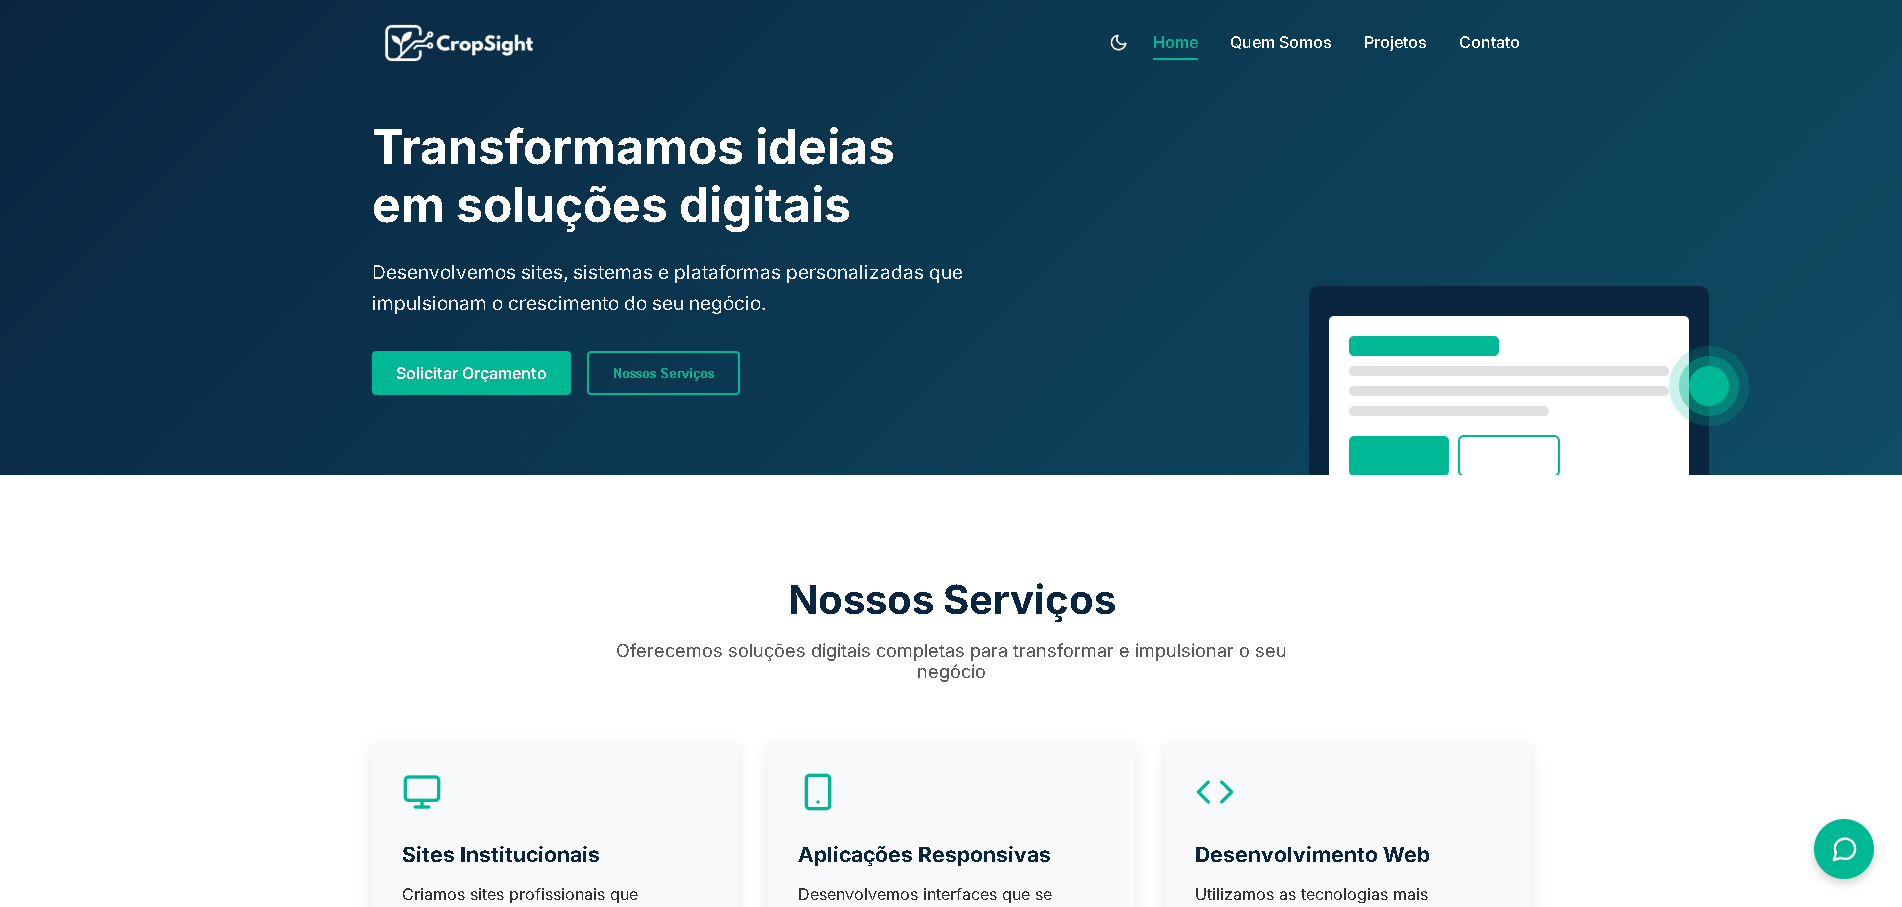 CropSight
Home
Quem Somos
Projetos
Contato
Transformamos ideias
em soluções digitais
Desenvolvemos sites, sistemas e plataformas personalizadas que
impulsionam o crescimento do seu negócio.
Solicitar Orçamento
Nossos Serviços
Nossos Serviços
Oferecemos soluções digitais completas para transformar e impulsionar o seu
negócio
Sites Institucionais
Criamos sites profissionais que
Aplicações Responsivas
Desenvolvemos interfaces que se
Desenvolvimento Web
Utilizamos as tecnologias mais